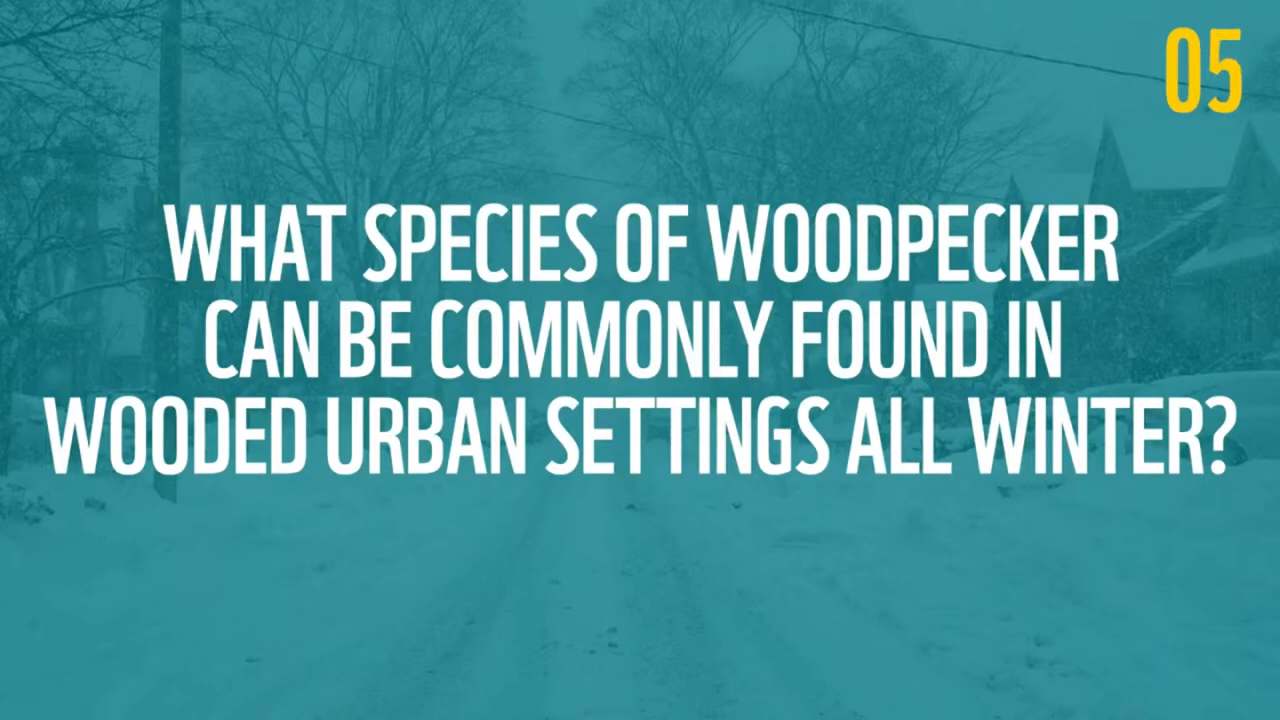 05
WHAT SPECIES OF WOODPECKER
CAN BE COMMONLY FOUND IN
WOODED URBAN SETTINGS ALL WINTER?